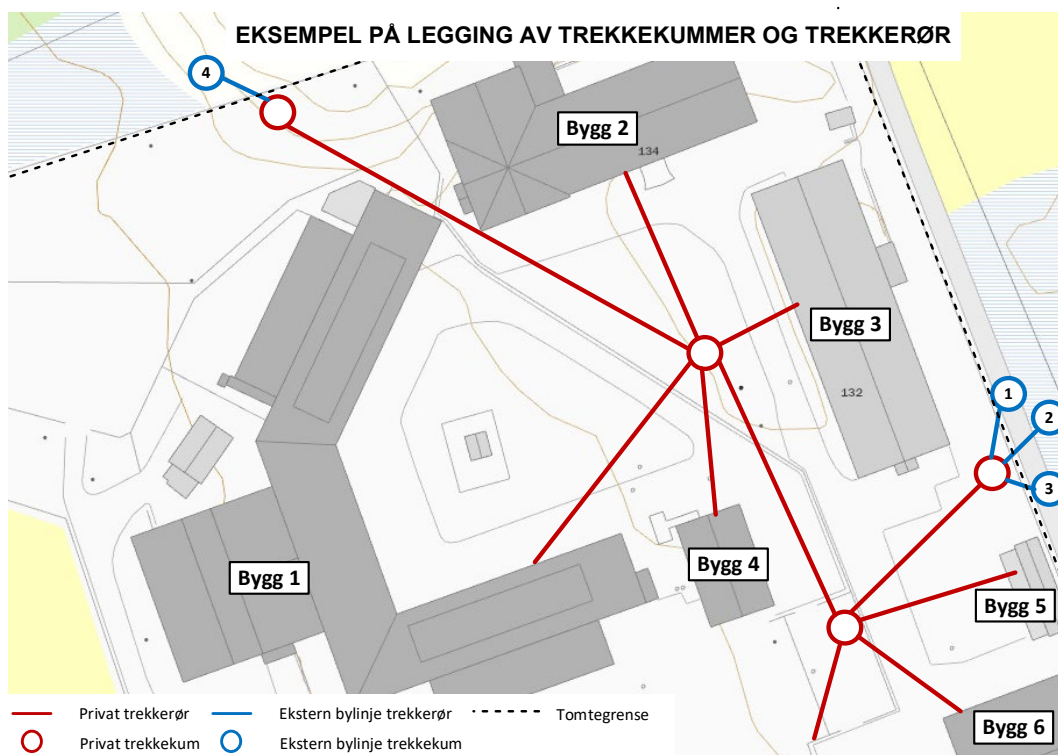 EKSEMPEL PÅ LEGGING AV TREKKEKUMMER OG TREKKERØR
4
Bygg 2
134
Bygg 3
132
1
2
3
Bygg 4
Bygg 1
Bygg 5
Bygg 6
Privat trekkerør
Ekstern bylinje trekkerør
Tomtegrense
Privat trekkekum
Ekstern bylinje trekkekum